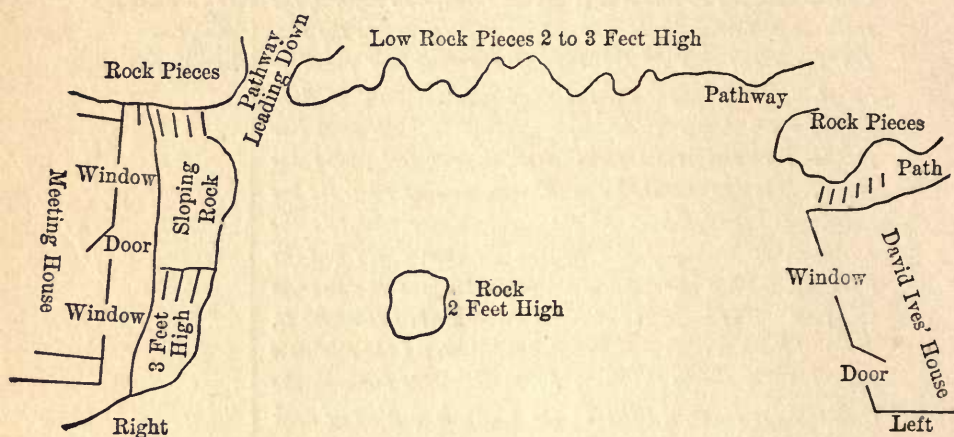 Low Rock Pieces 2 to 3 Feet High
Rock Pieces
Pathway
Leading Down
Pathway
Rock Pieces
Path
Window
Sloping
Rock
Meeting House
Door
Window
3 Feet
High
Rock
2 Feet High
Window
David Ives' House
Door
Right
Left